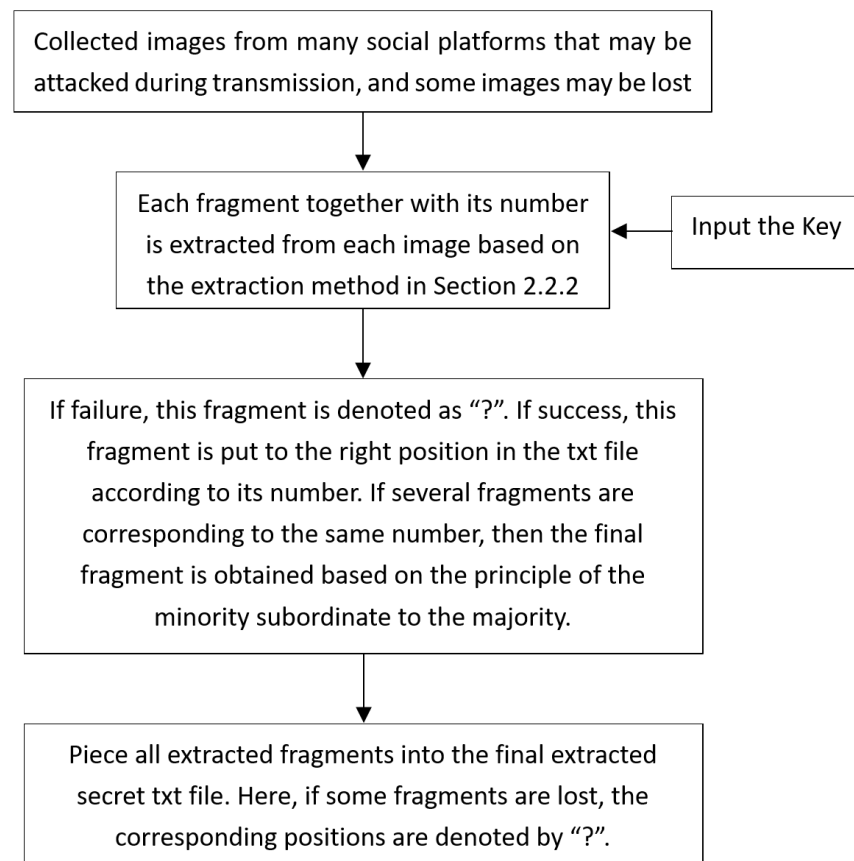 Collected images from many social platforms that may be
attacked during transmission, and some images may be lost
Each fragment together with its number
is extracted from each image based on
the extraction method in Section 2.2.2
Input the Key
If failure, this fragment is denoted as “?”. If success, this
fragment is put to the right position in the txt file
according to its number. If several fragments are
corresponding to the same number, then the final
fragment is obtained based on the principle of the
minority subordinate to the majority.
Piece all extracted fragments into the final extracted
secret txt file. Here, if some fragments are lost, the
corresponding positions are denoted by “?”.